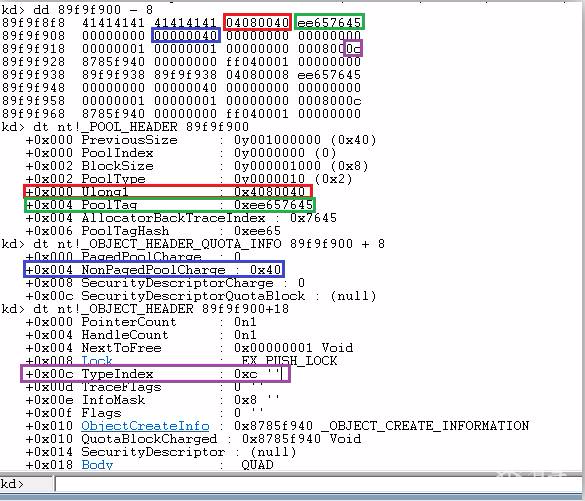 kd> dd 89f9f900 - 8
89f9f8f8 41414141 41414141 04080040 ee657645
89f9f908 00000000 00000040 00000000 00000000
89f9f918 00000001 00000001 00000000 0008000c
89f9f928 8785f940 00000000 ff040001 00000000
89f9f938 89f9f938 89f9f938 04080008 ee657645
89f9f948 00000000 00000040 00000000 00000000
89f9f958 00000001 00000001 00000000 0008000c
89f9f968 8785f940 00000000 ff040001 00000000
kd> dt nt!_POOL_HEADER 89f9f900
+0x000 PreviousSize : 0y001000000 (0x40)
+0x000 PoolIndex : 0y0000000 (0)
+0x002 BlockSize : 0y000001000 (0x8)
+0x002 PoolType : 0y0000010 (0x2)
+0x000 Ulong1 : 0x4080040
+0x004 PoolTag : 0xee657645
+0x004 AllocatorBackTraceIndex : 0x7645
+0x006 PoolTagHash : 0xee65
kd> dt nt!_OBJECT_HEADER_QUOTA_INFO 89f9f900 + 8
+0x000 PagedPoolCharge : 0
+0x004 NonPagedPoolCharge : 0x40
+0x008 SecurityDescriptorCharge : 0
+0x00c SecurityDescriptorQuotaBlock : (null)
kd> dt nt!_OBJECT_HEADER 89f9f900+18
+0x000 PointerCount : 0n1
+0x004 HandleCount : 0n1
+0x004 NextToFree : 0x00000001 Void
+0x008 Lock : _EX_PUSH_LOCK
+0x00c TypeIndex : 0xc ''
+0x00d TraceFlags : 0 ''
+0x00e InfoMask : 0x8 ''
+0x00f Flags : 0 ''
+0x010 ObjectCreateInfo : 0x8785f940 _OBJECT_CREATE_INFORMATION
+0x010 QuotaBlockCharged : 0x8785f940 Void
+0x014 SecurityDescriptor : (null)
+0x018 Body : _QUAD
kd>